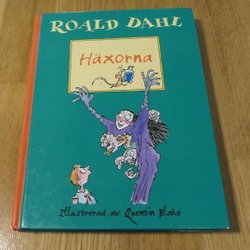 ROALD DAHL
Häxorna
Illustrerad av Quentin Blake